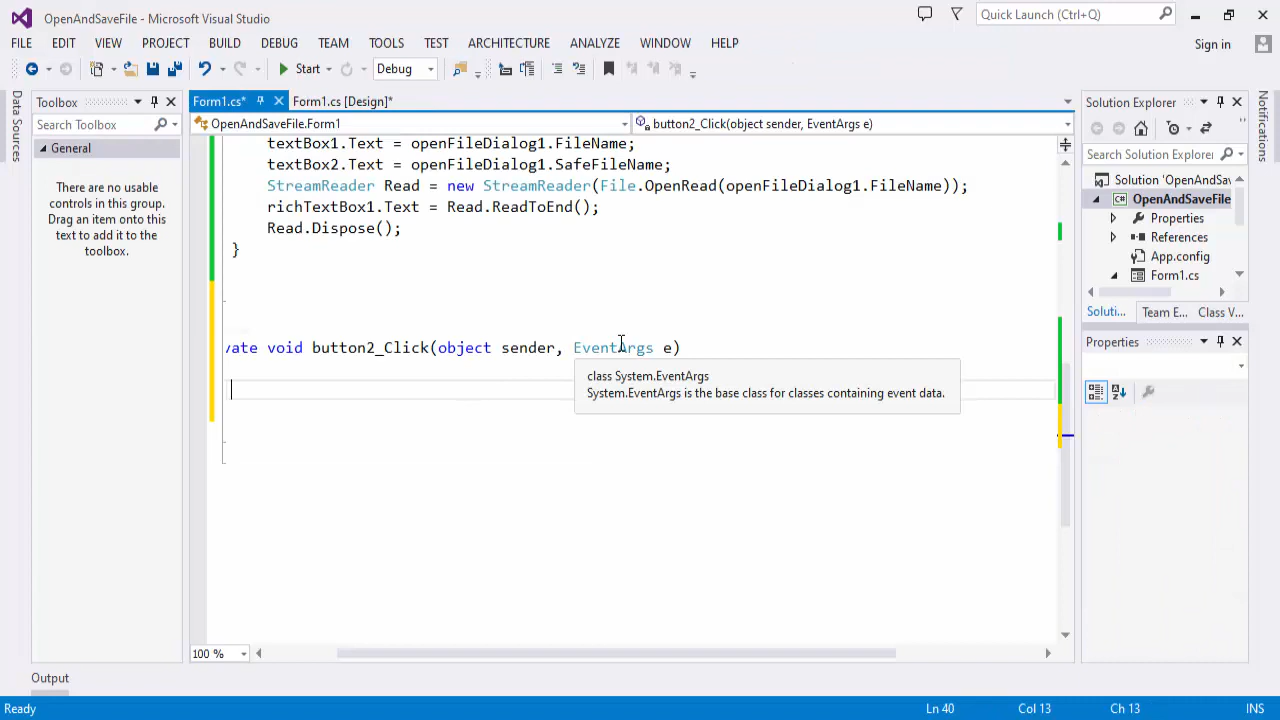 OpenAndSaveFile - Microsoft Visual Studio
Quick Launch (Ctrl+Q)
FILE EDIT VIEW PROJECT BUILD DEBUG TEAM TOOLS TEST ARCHITECTURE ANALYZE WINDOW HELP
Sign in
Start Debug
Data Sources
Toolbox
Search Toolbox
General
There are no usable
controls in this group.
Drag an item onto this
text to add it to the
toolbox.
Form1.cs* Form1.cs [Design]*
OpenAndSaveFile.Form1 button2_Click(object sender, EventArgs e)
textBox1.Text = openFileDialog1.FileName;
textBox2.Text = openFileDialog1.SafeFileName;
StreamReader Read = new StreamReader(File.OpenRead(openFileDialog1.FileName));
richTextBox1.Text = Read.ReadToEnd();
Read.Dispose();
}
vate void button2_Click(object sender, EventArgs e)
class System.EventArgs
System.EventArgs is the base class for classes containing event data.
100 %
Solution Explorer
Search Solution Explorer
Solution 'OpenAndSav
C# OpenAndSaveFile
Properties
References
App.config
Form1.cs
Soluti... Team E... Class V...
Properties
Notifications
Output
Ready Ln 40 Col 13 Ch 13 INS